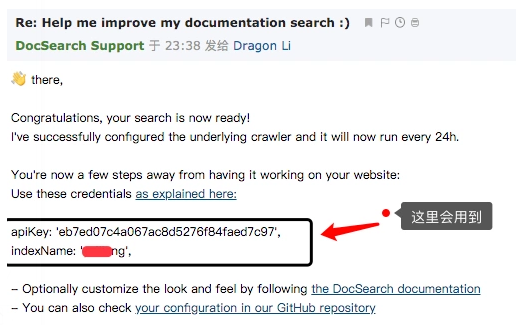 Re: Help me improve my documentation search :)
DocSearch Support 于 23:38 发给 Dragon Li
👋 there,
Congratulations, your search is now ready!
I've successfully configured the underlying crawler and it will now run every 24h.
You're now a few steps away from having it working on your website:
Use these credentials as explained here:
这里会用到
apiKey: 'eb7ed07c4a067ac8d5276f84faed7c97',
indexName: 'ng',
– Optionally customize the look and feel by following the DocSearch documentation
– You can also check your configuration in our GitHub repository